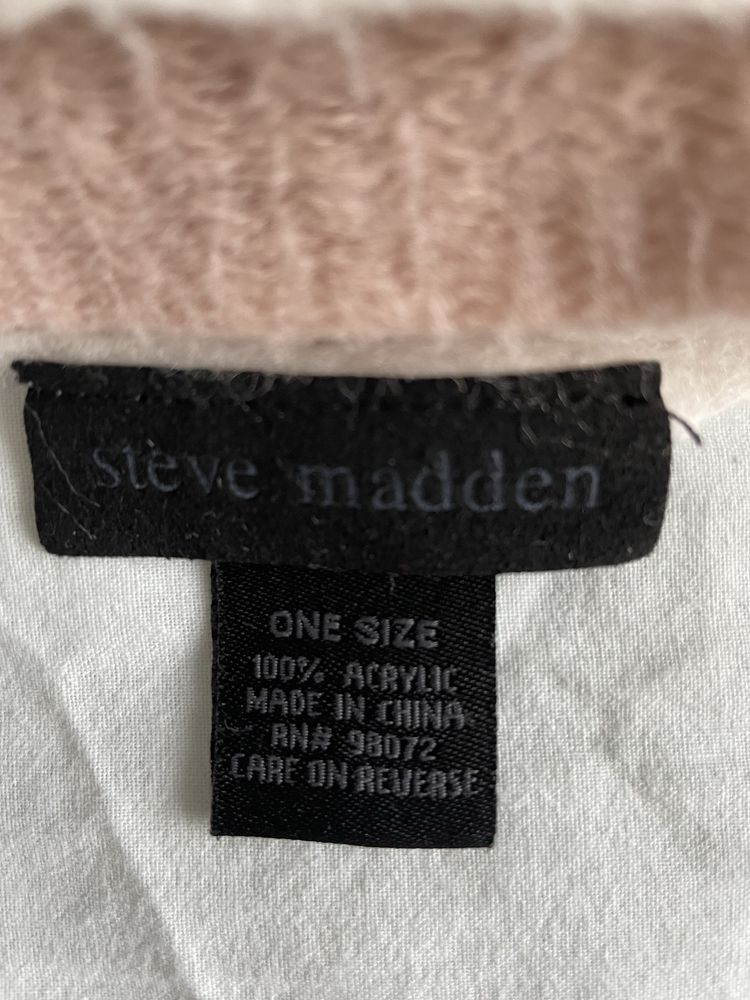 steve madden
ONE SIZE
100% ACRYLIC
MADE IN CHINA
RN# 98072
CARE ON REVERSE